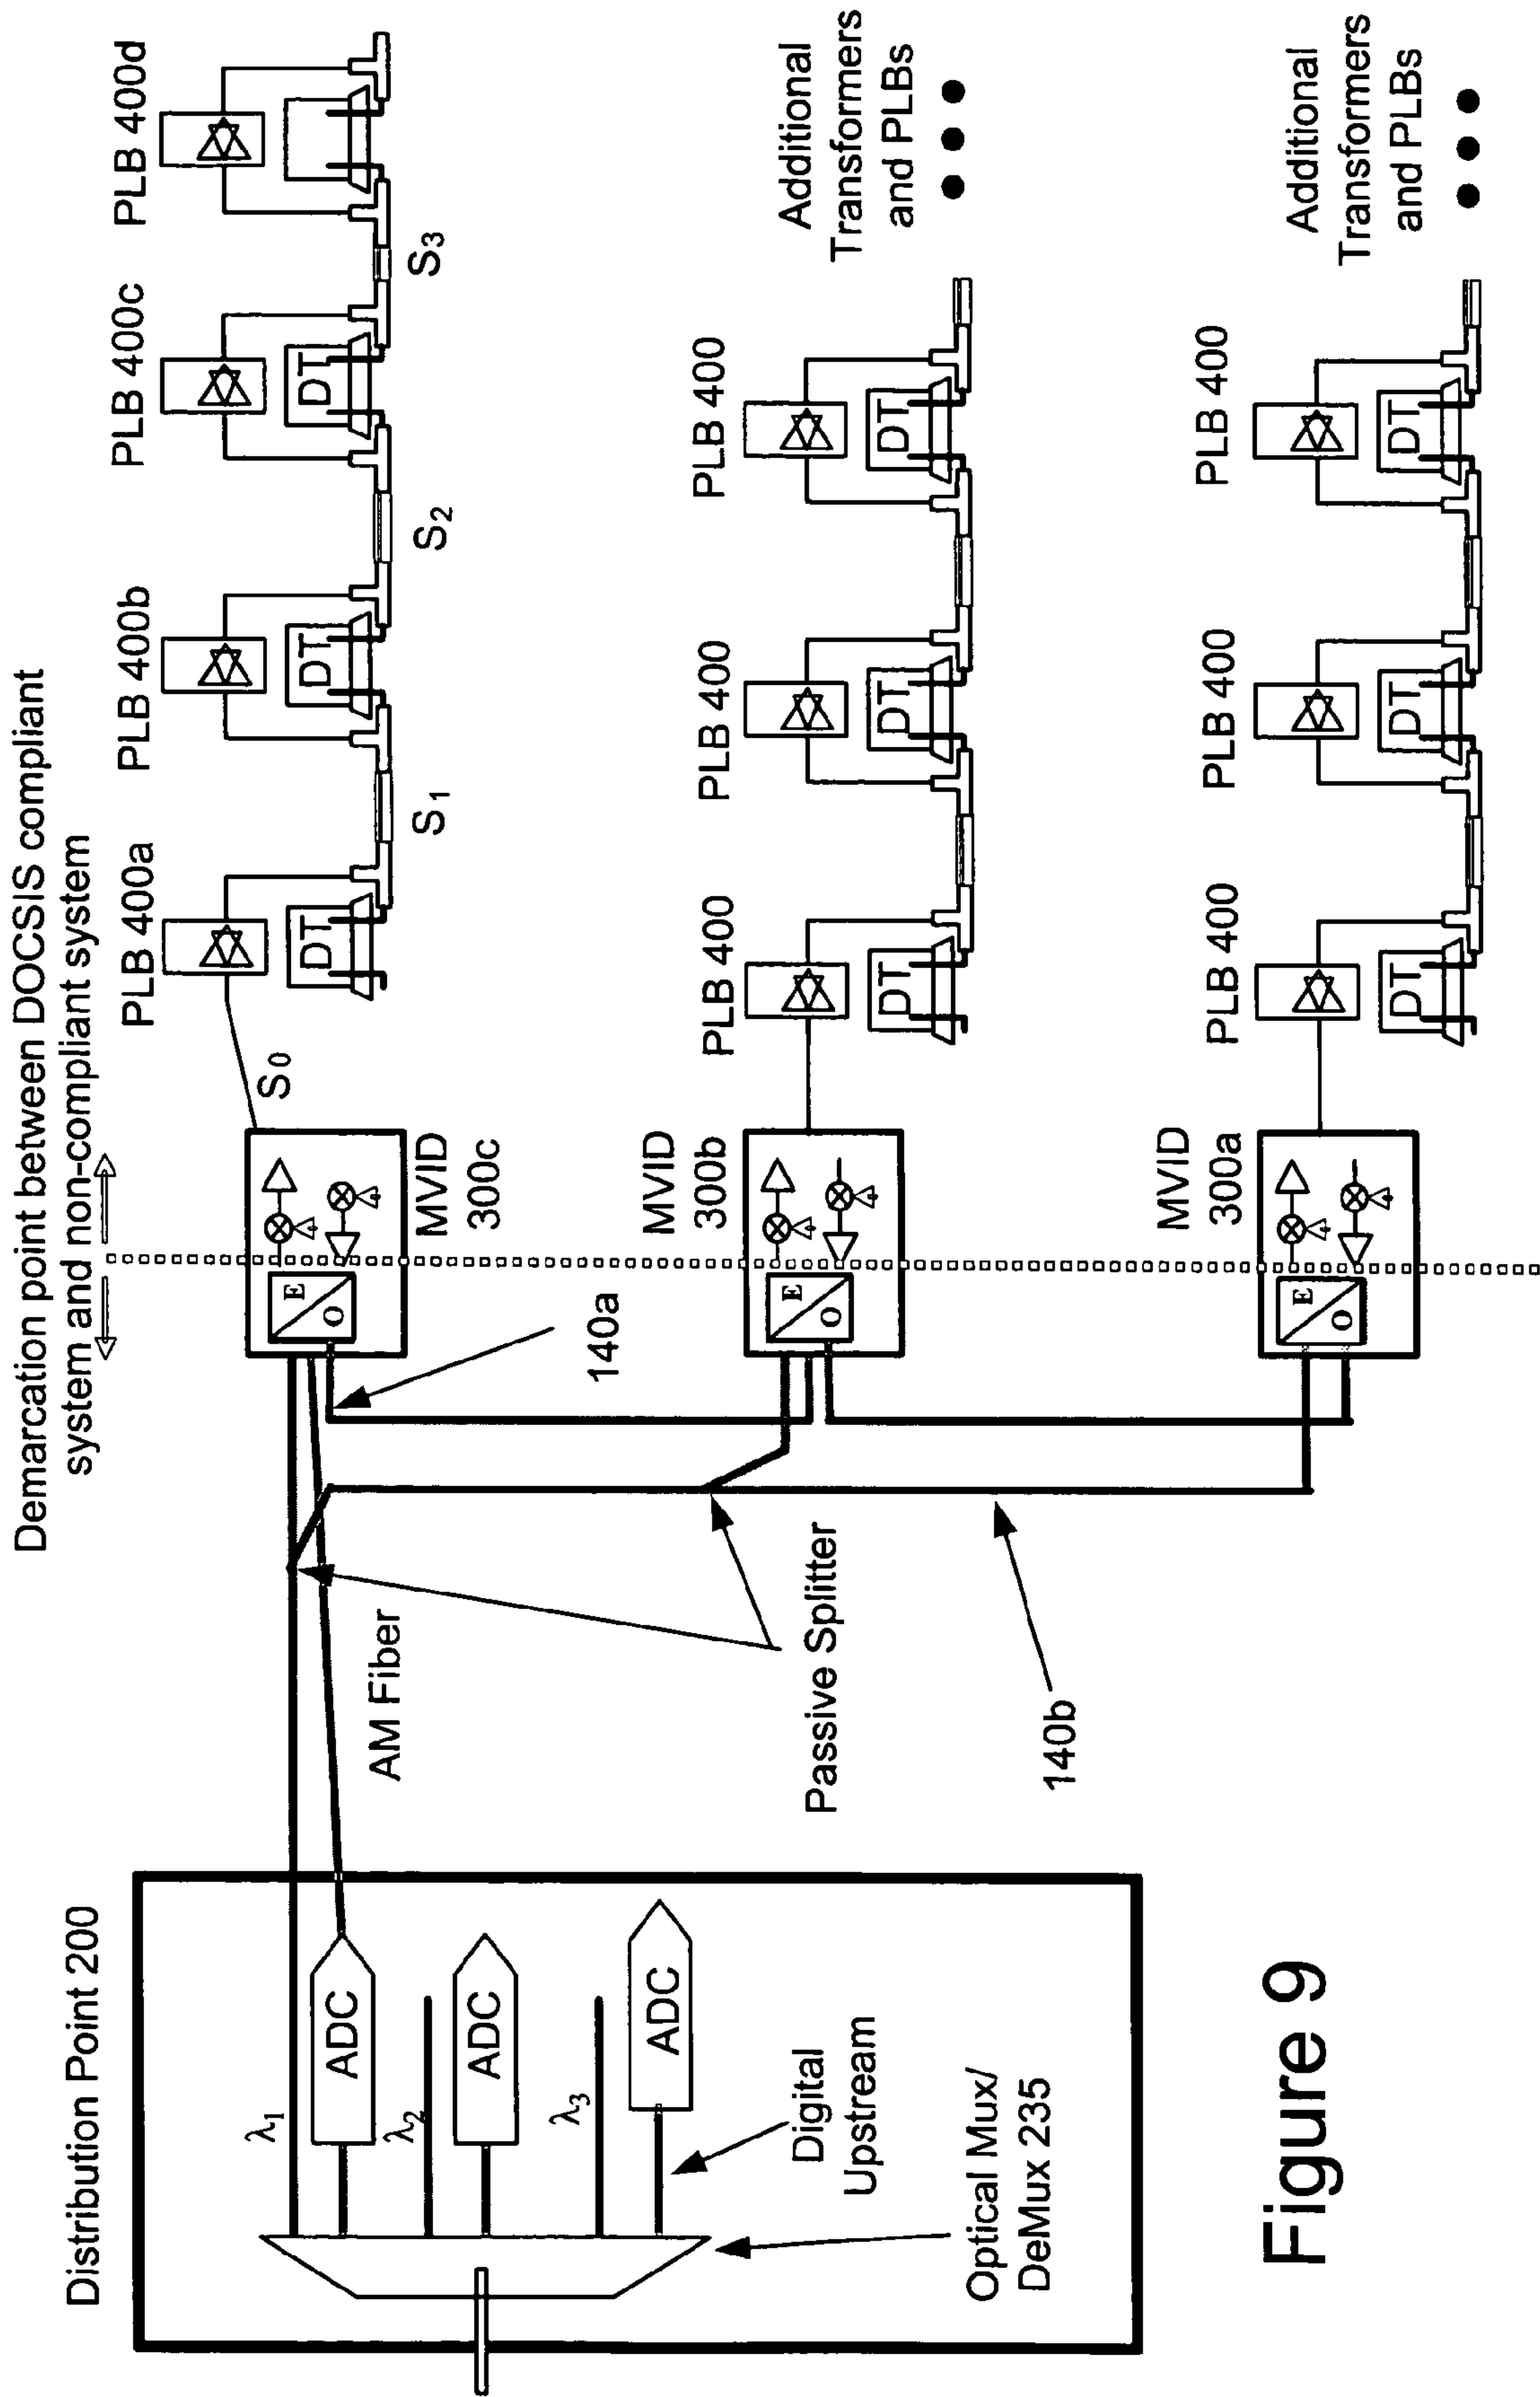 Demarcation point between DOCSIS compliant
system and non-compliant system
Distribution Point 200
λ1
ADC
λ2
ADC
λ3
ADC
Digital
Upstream
Optical Mux/
DeMux 235
AM Fiber
Passive Splitter
140a
140b
E
O
MVID
300c
S0
PLB 400a
DT
S1
PLB 400b
DT
S2
PLB 400c
DT
S3
PLB 400d
E
O
MVID
300b
PLB 400
DT
PLB 400
DT
PLB 400
DT
Additional
Transformers
and PLBs
E
O
MVID
300a
PLB 400
DT
PLB 400
DT
PLB 400
DT
Additional
Transformers
and PLBs
Figure 9